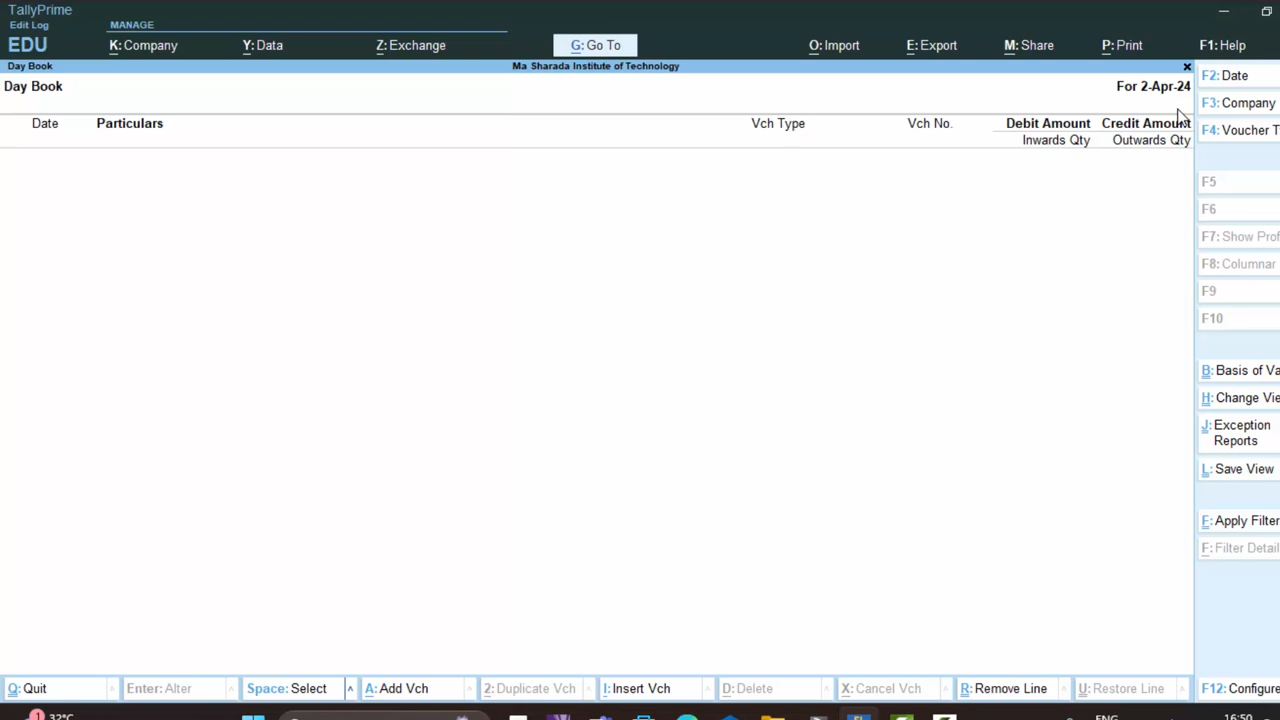 TallyPrime
Edit Log
EDU
MANAGE
K: Company
Y: Data
Z: Exchange
G: Go To
O: Import
E: Export
M: Share
P: Print
F1: Help
Day Book
Ma Sharada Institute of Technology
Day Book
For 2-Apr-24
Date
Particulars
Vch Type
Vch No.
Debit Amount
Credit Amount
Inwards Qty
Outwards Qty
F2: Date
F3: Company
F4: Voucher T
F5
F6
F7: Show Prof
F8: Columnar
F9
F10
B: Basis of Va
H: Change Vie
J: Exception
Reports
L: Save View
F: Apply Filter
F: Filter Detail
Q: Quit
Enter: Alter
Space: Select
A: Add Vch
2: Duplicate Vch
I: Insert Vch
D: Delete
X: Cancel Vch
R: Remove Line
U: Restore Line
F12: Configure
1
32°C
ENG
16:50